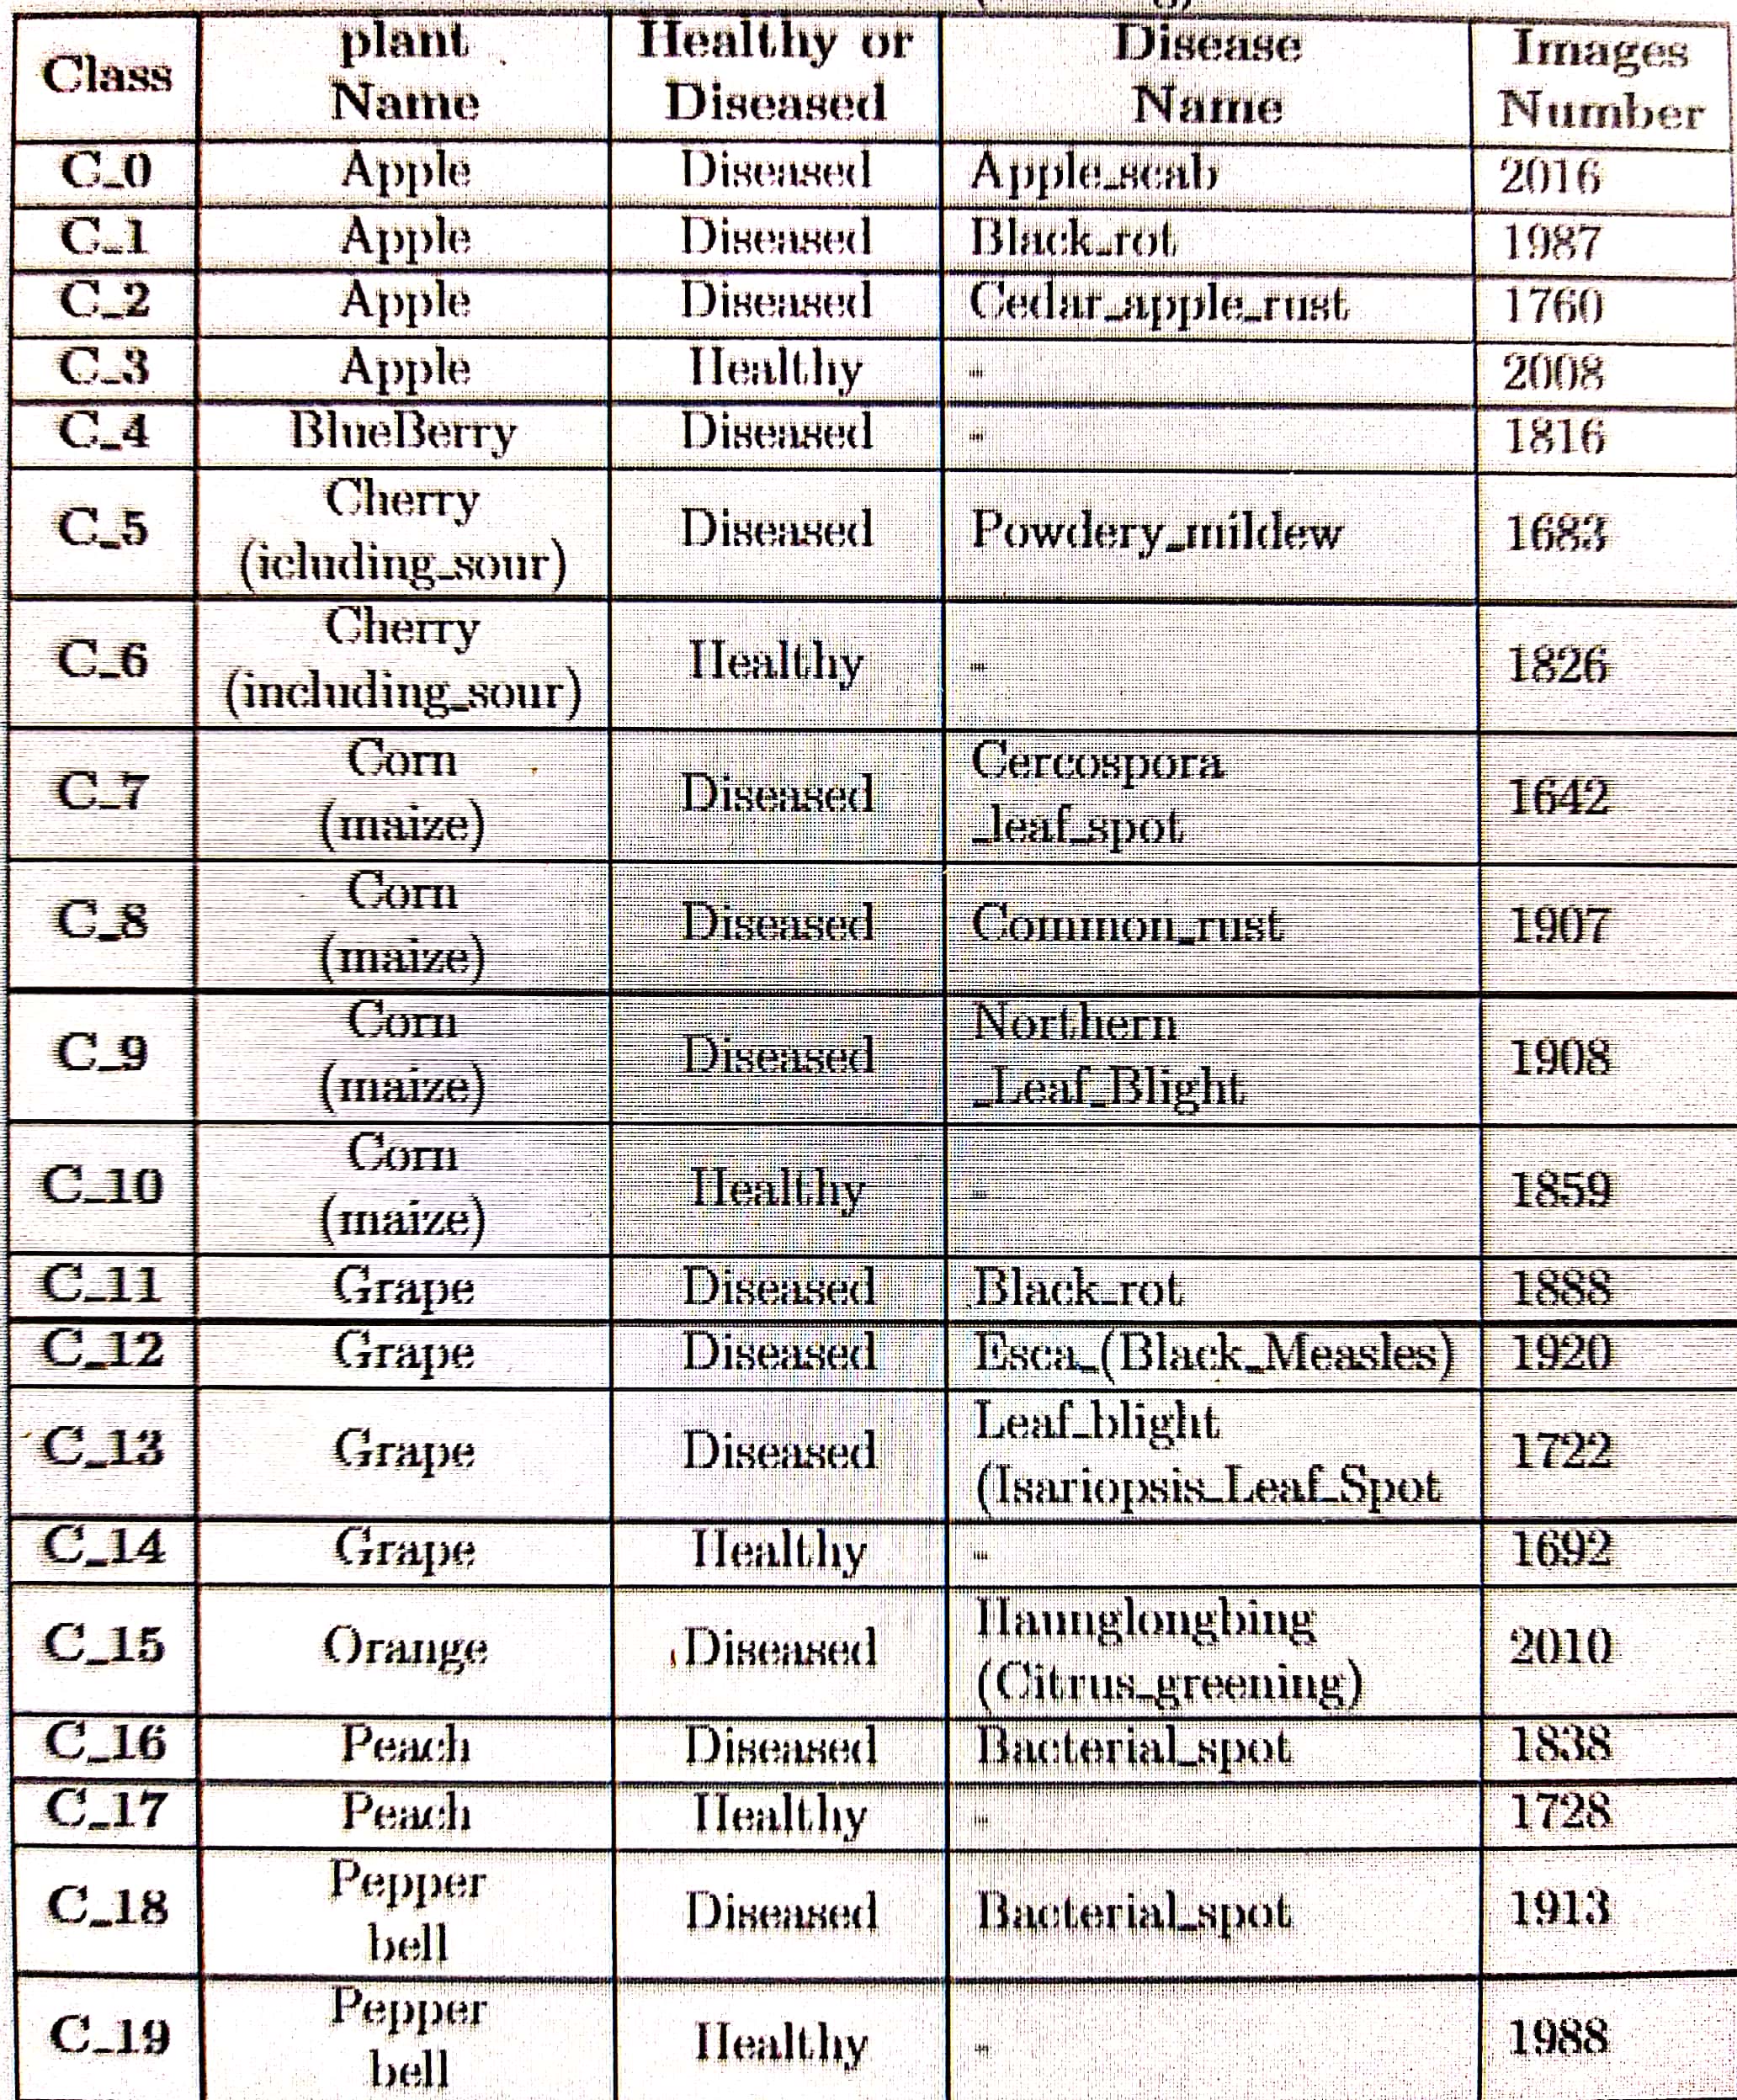 Class | plant Name | Healthy or Diseased | Disease Name | Images Number
C_0 | Apple | Diseased | Apple_scab | 2016
C_1 | Apple | Diseased | Black_rot | 1987
C_2 | Apple | Diseased | Cedar_apple_rust | 1760
C_3 | Apple | Healthy | - | 2008
C_4 | BlueBerry | Diseased | - | 1816
C_5 | Cherry (icluding_sour) | Diseased | Powdery_mildew | 1683
C_6 | Cherry (including_sour) | Healthy | - | 1826
C_7 | Corn (maize) | Diseased | Cercospora _leaf_spot | 1642
C_8 | Corn (maize) | Diseased | Common_rust | 1907
C_9 | Corn (maize) | Diseased | Northern _Leaf_Blight | 1908
C_10 | Corn (maize) | Healthy | - | 1859
C_11 | Grape | Diseased | Black_rot | 1888
C_12 | Grape | Diseased | Esca_(Black_Measles) | 1920
C_13 | Grape | Diseased | Leaf_blight (Isariopsis_Leaf_Spot | 1722
C_14 | Grape | Healthy | - | 1692
C_15 | Orange | Diseased | Haunglongbing (Citrus_greening) | 2010
C_16 | Peach | Diseased | Bacterial_spot | 1838
C_17 | Peach | Healthy | - | 1728
C_18 | Pepper bell | Diseased | Bacterial_spot | 1913
C_19 | Pepper bell | Healthy | - | 1988